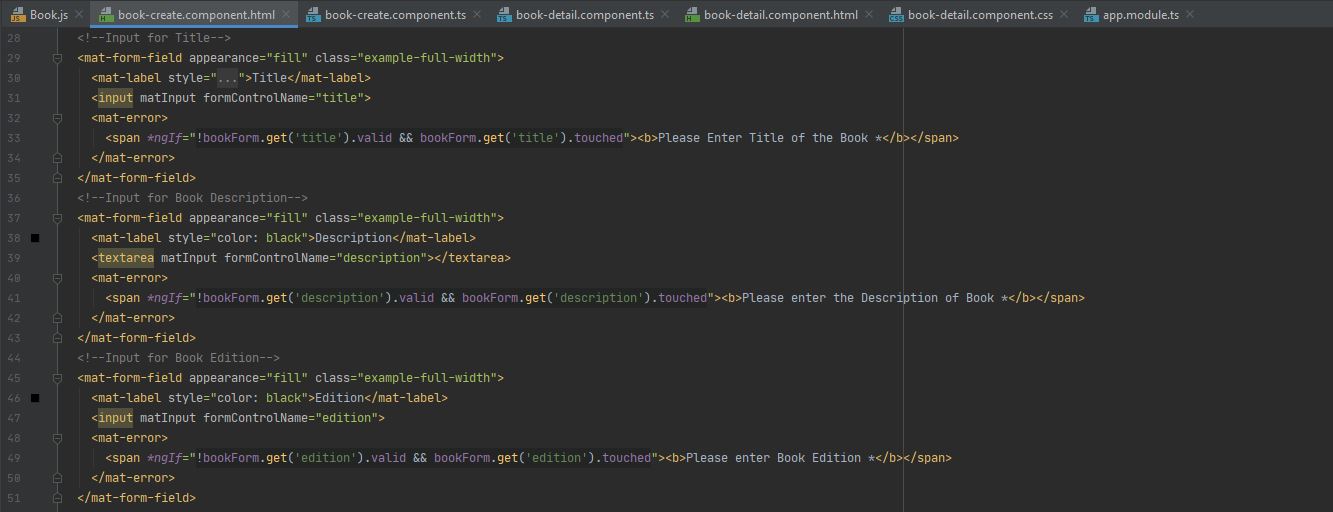 Book.js book-create.component.html book-create.component.ts book-detail.component.ts book-detail.component.html book-detail.component.css app.module.ts
28 <!--Input for Title-->
29 <mat-form-field appearance="fill" class="example-full-width">
30 <mat-label style="...">Title</mat-label>
31 <input matInput formControlName="title">
32 <mat-error>
33 <span *ngIf="!bookForm.get('title').valid && bookForm.get('title').touched"><b>Please Enter Title of the Book *</b></span>
34 </mat-error>
35 </mat-form-field>
36 <!--Input for Book Description-->
37 <mat-form-field appearance="fill" class="example-full-width">
38 <mat-label style="color: black">Description</mat-label>
39 <textarea matInput formControlName="description"></textarea>
40 <mat-error>
41 <span *ngIf="!bookForm.get('description').valid && bookForm.get('description').touched"><b>Please enter the Description of Book *</b></span>
42 </mat-error>
43 </mat-form-field>
44 <!--Input for Book Edition-->
45 <mat-form-field appearance="fill" class="example-full-width">
46 <mat-label style="color: black">Edition</mat-label>
47 <input matInput formControlName="edition">
48 <mat-error>
49 <span *ngIf="!bookForm.get('edition').valid && bookForm.get('edition').touched"><b>Please enter Book Edition *</b></span>
50 </mat-error>
51 </mat-form-field>